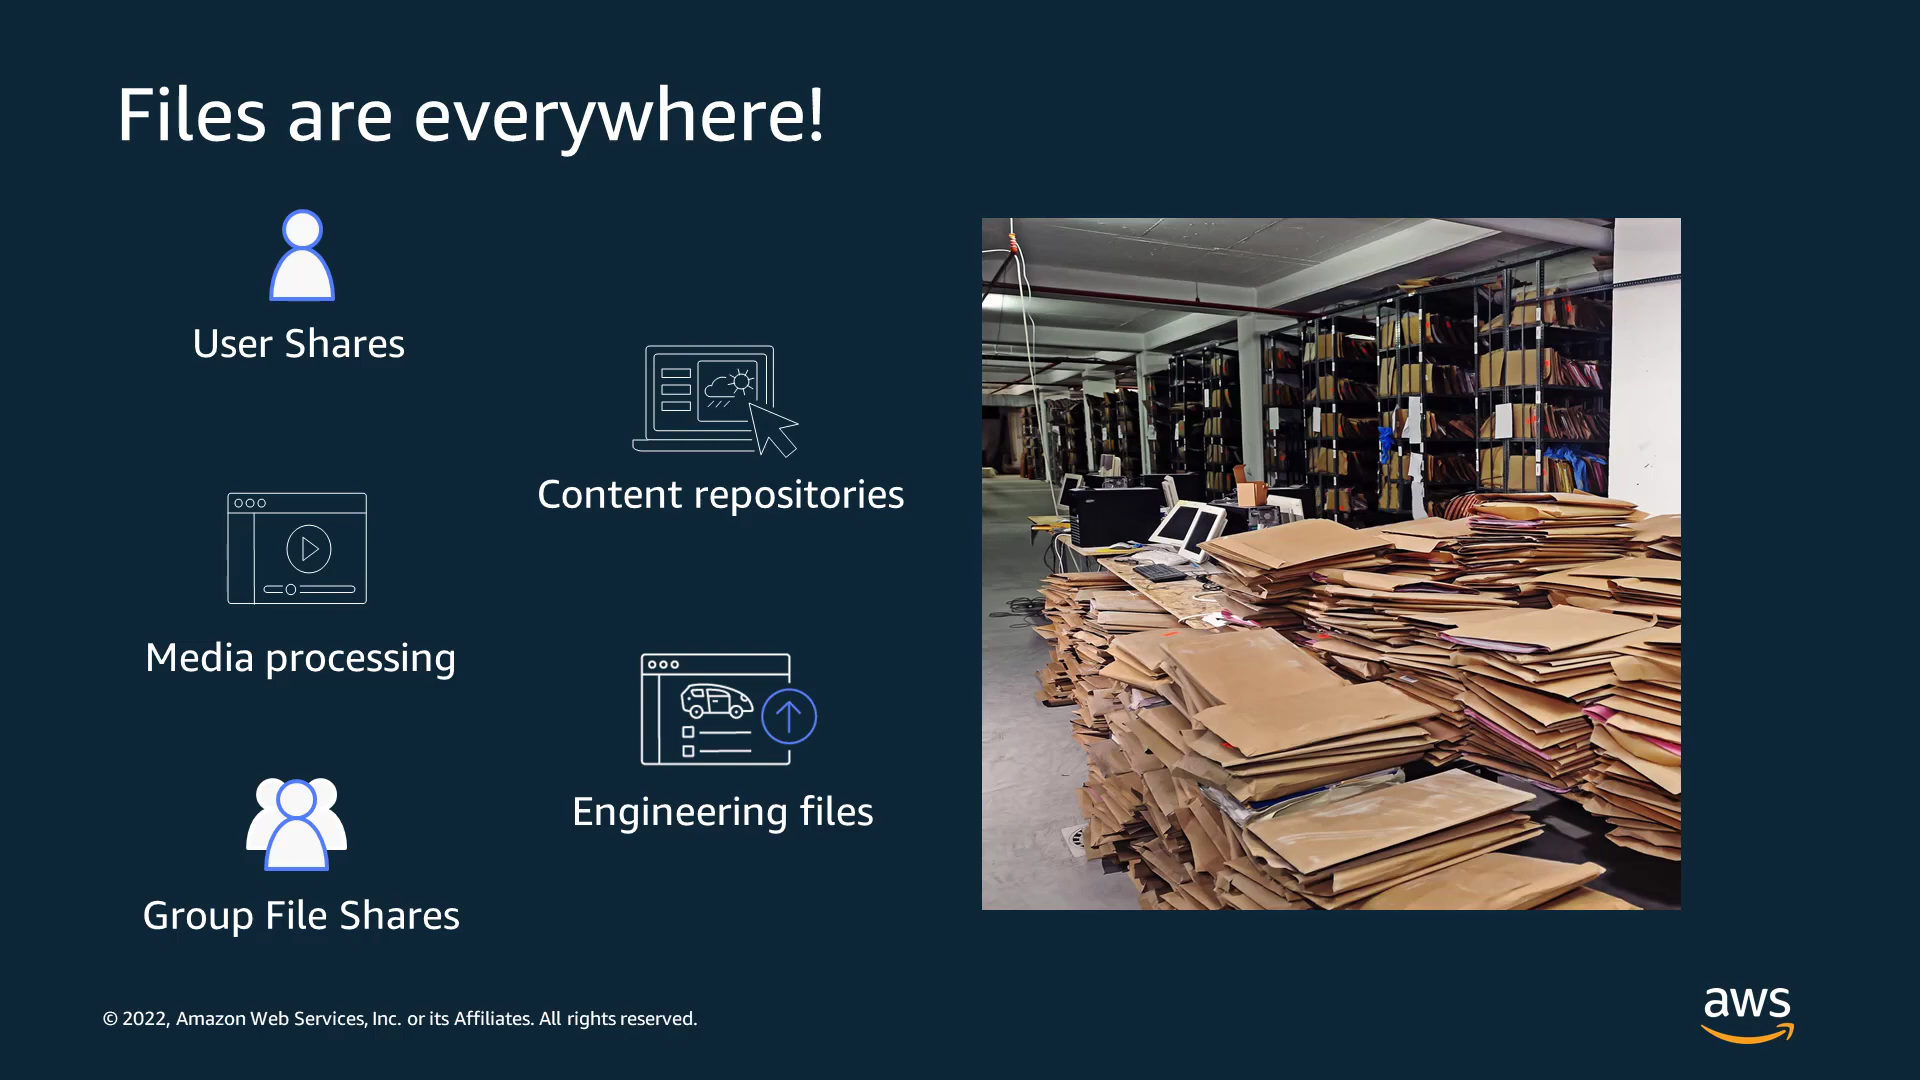 Files are everywhere!
User Shares
Content repositories
Media processing
Engineering files
Group File Shares
© 2022, Amazon Web Services, Inc. or its Affiliates. All rights reserved.
aws